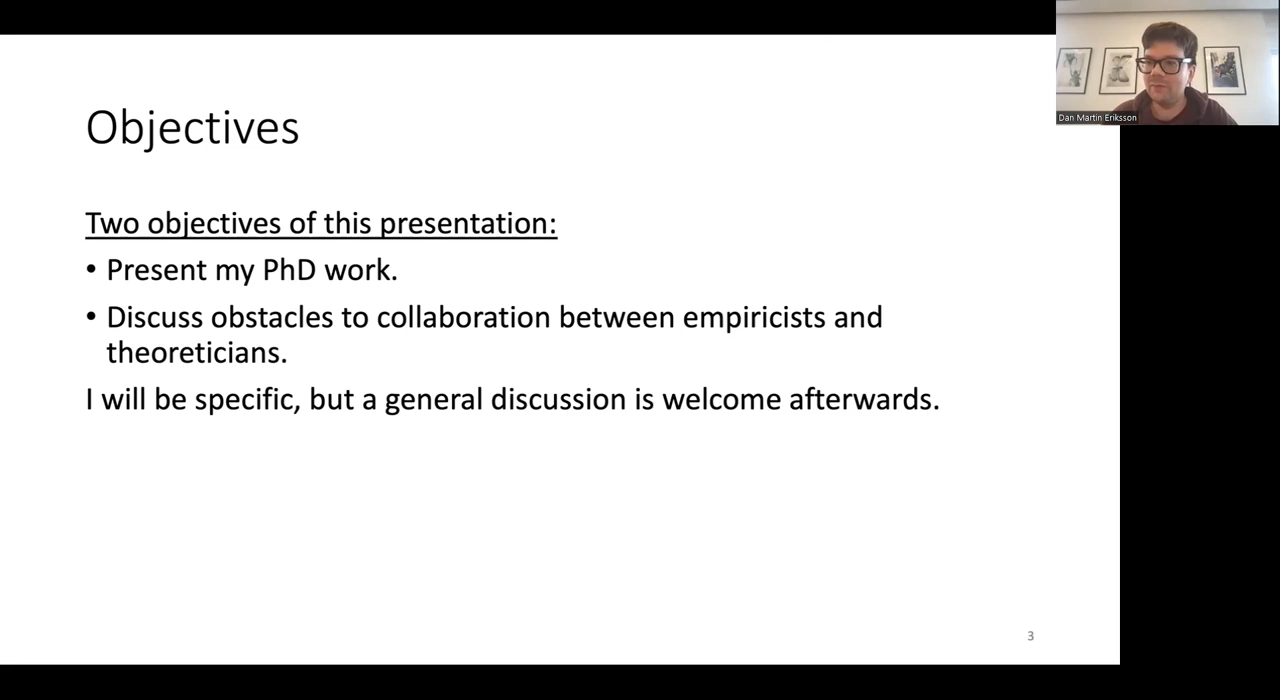 Objectives
Two objectives of this presentation:
• Present my PhD work.
• Discuss obstacles to collaboration between empiricists and
theoreticians.
I will be specific, but a general discussion is welcome afterwards.
3
Dan Martin Eriksson